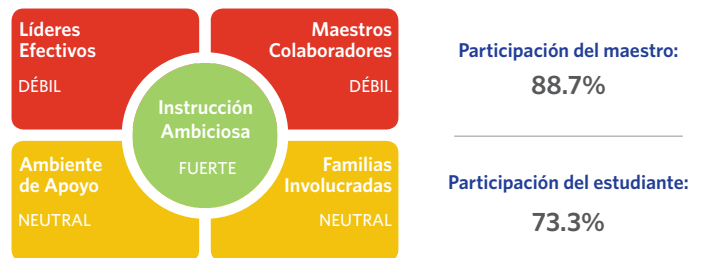 Líderes
Efectivos
DÉBIL
Maestros
Colaboradores
DÉBIL
Instrucción
Ambiciosa
FUERTE
Ambiente
de Apoyo
NEUTRAL
Familias
Involucradas
NEUTRAL
Participación del maestro:
88.7%
Participación del estudiante:
73.3%